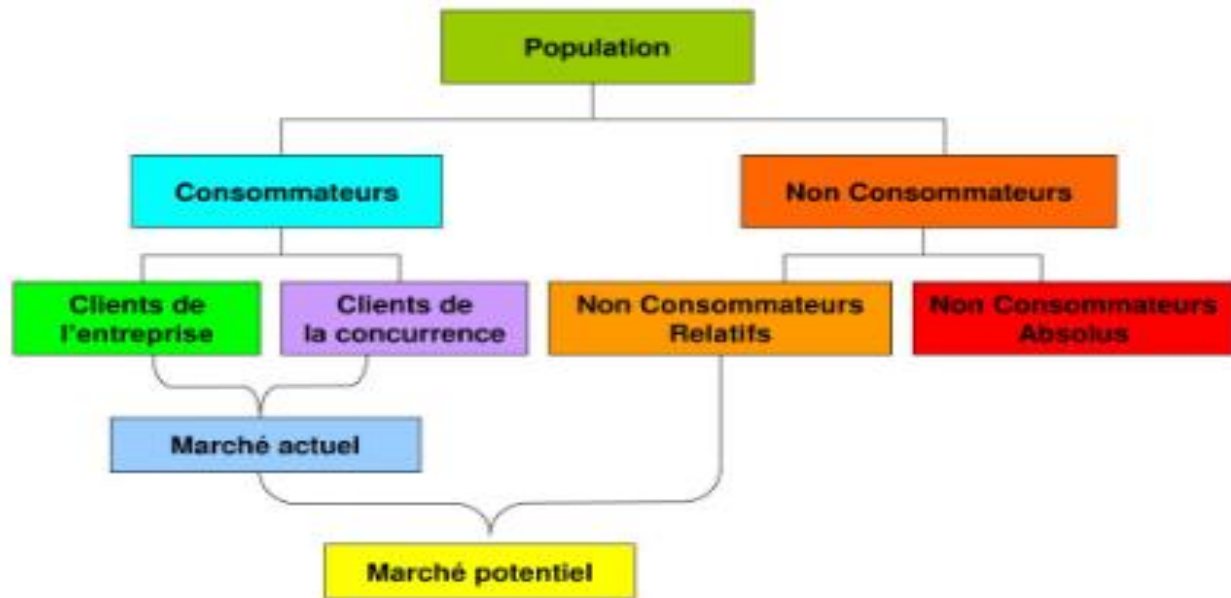 Population
Consommateurs
Non Consommateurs
Clients de
l'entreprise
Clients de
la concurrence
Non Consommateurs
Relatifs
Non Consommateurs
Absolus
Marché actuel
Marché potentiel